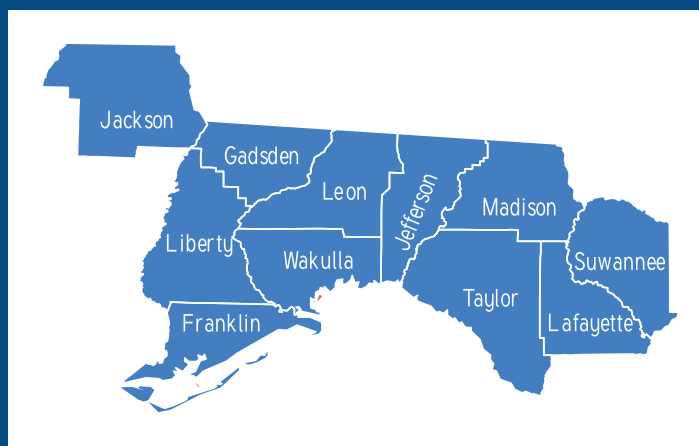 Jackson
Gadsden
Leon
Jefferson
Madison
Liberty
Wakulla
Suwannee
Taylor
Franklin
Lafayette